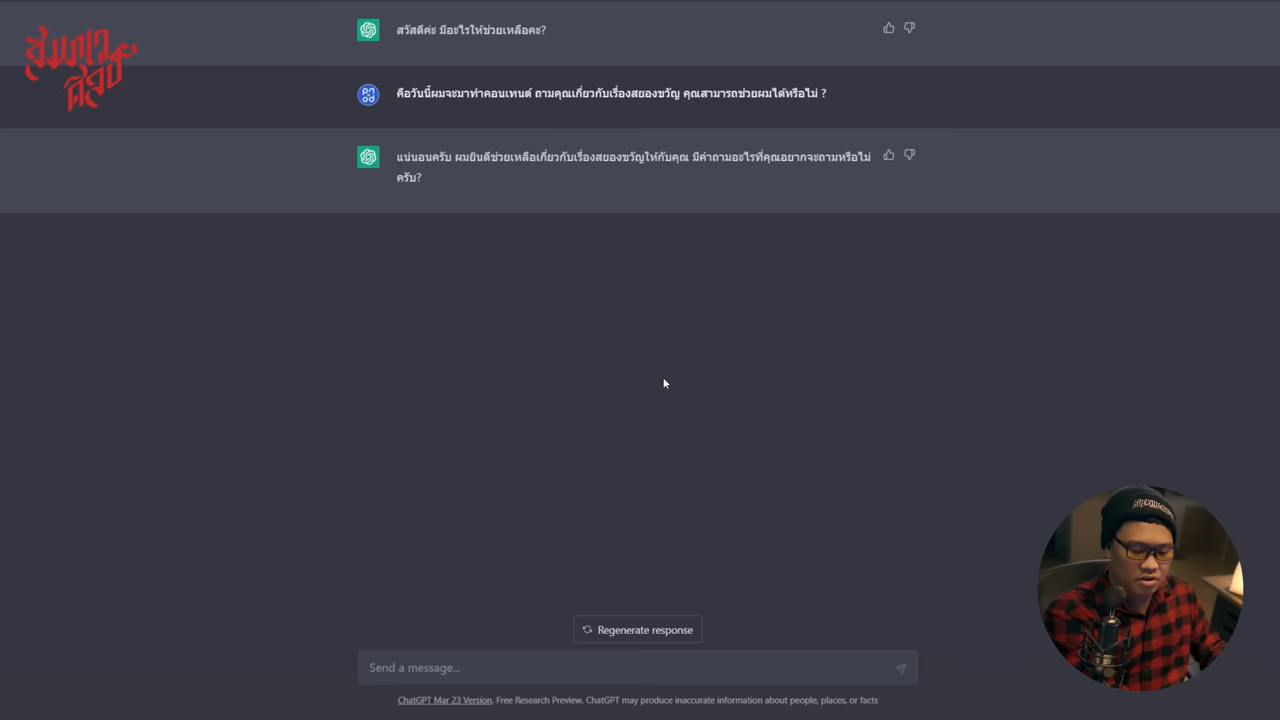 สัมภเวศิลป์
สวัสดีค่ะ มีอะไรให้ช่วยเหลือคะ?
คือวันนี้ผมจะมาทำคอนเทนต์ ถามคุณเกี่ยวกับเรื่องสยองขวัญ คุณสามารถช่วยผมได้หรือไม่ ?
แน่นอนครับ ผมยินดีช่วยเหลือเกี่ยวกับเรื่องสยองขวัญให้กับคุณ มีคำถามอะไรที่คุณอยากจะถามหรือไม่
ครับ?
Regenerate response
Send a message...
ChatGPT Mar 23 Version. Free Research Preview. ChatGPT may produce inaccurate information about people, places, or facts